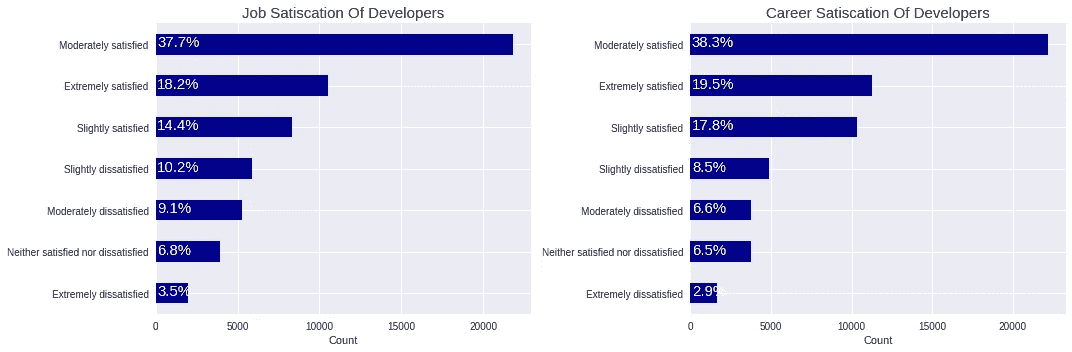 Job Satiscation Of Developers
Moderately satisfied 37.7%
Extremely satisfied 18.2%
Slightly satisfied 14.4%
Slightly dissatisfied 10.2%
Moderately dissatisfied 9.1%
Neither satisfied nor dissatisfied 6.8%
Extremely dissatisfied 3.5%
0 5000 10000 15000 20000
Count
Career Satiscation Of Developers
Moderately satisfied 38.3%
Extremely satisfied 19.5%
Slightly satisfied 17.8%
Slightly dissatisfied 8.5%
Moderately dissatisfied 6.6%
Neither satisfied nor dissatisfied 6.5%
Extremely dissatisfied 2.9%
0 5000 10000 15000 20000
Count